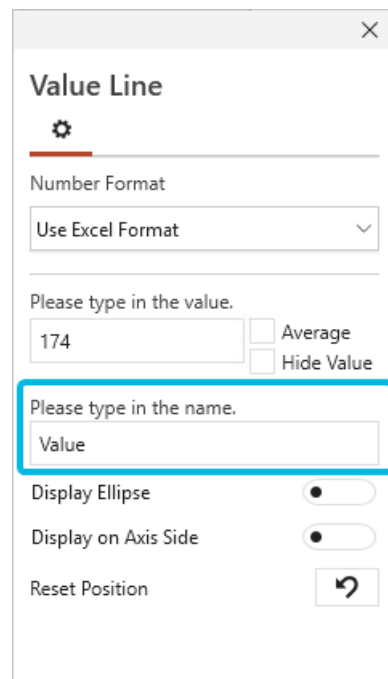 Value Line
Number Format
Use Excel Format
Please type in the value.
174
Average
Hide Value
Please type in the name.
Value
Display Ellipse
Display on Axis Side
Reset Position